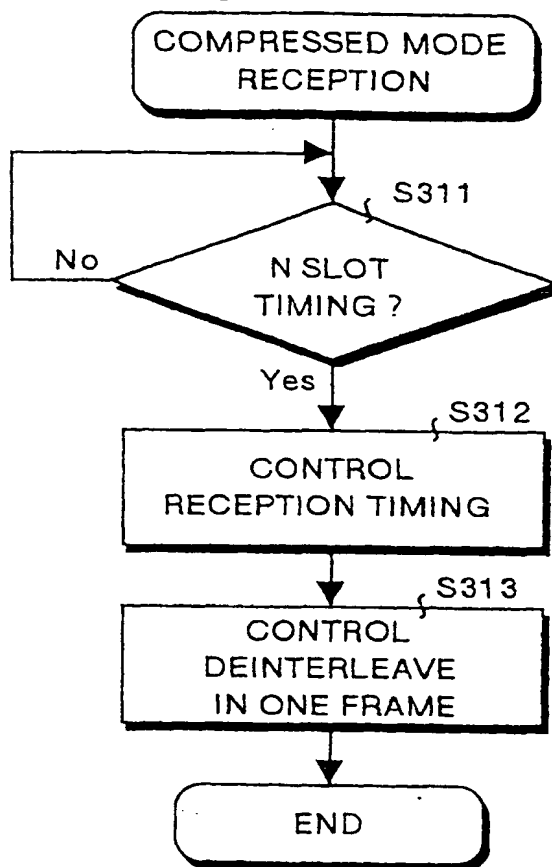 COMPRESSED MODE
RECEPTION
S311
No
N SLOT
TIMING ?
Yes
S312
CONTROL
RECEPTION TIMING
S313
CONTROL
DEINTERLEAVE
IN ONE FRAME
END